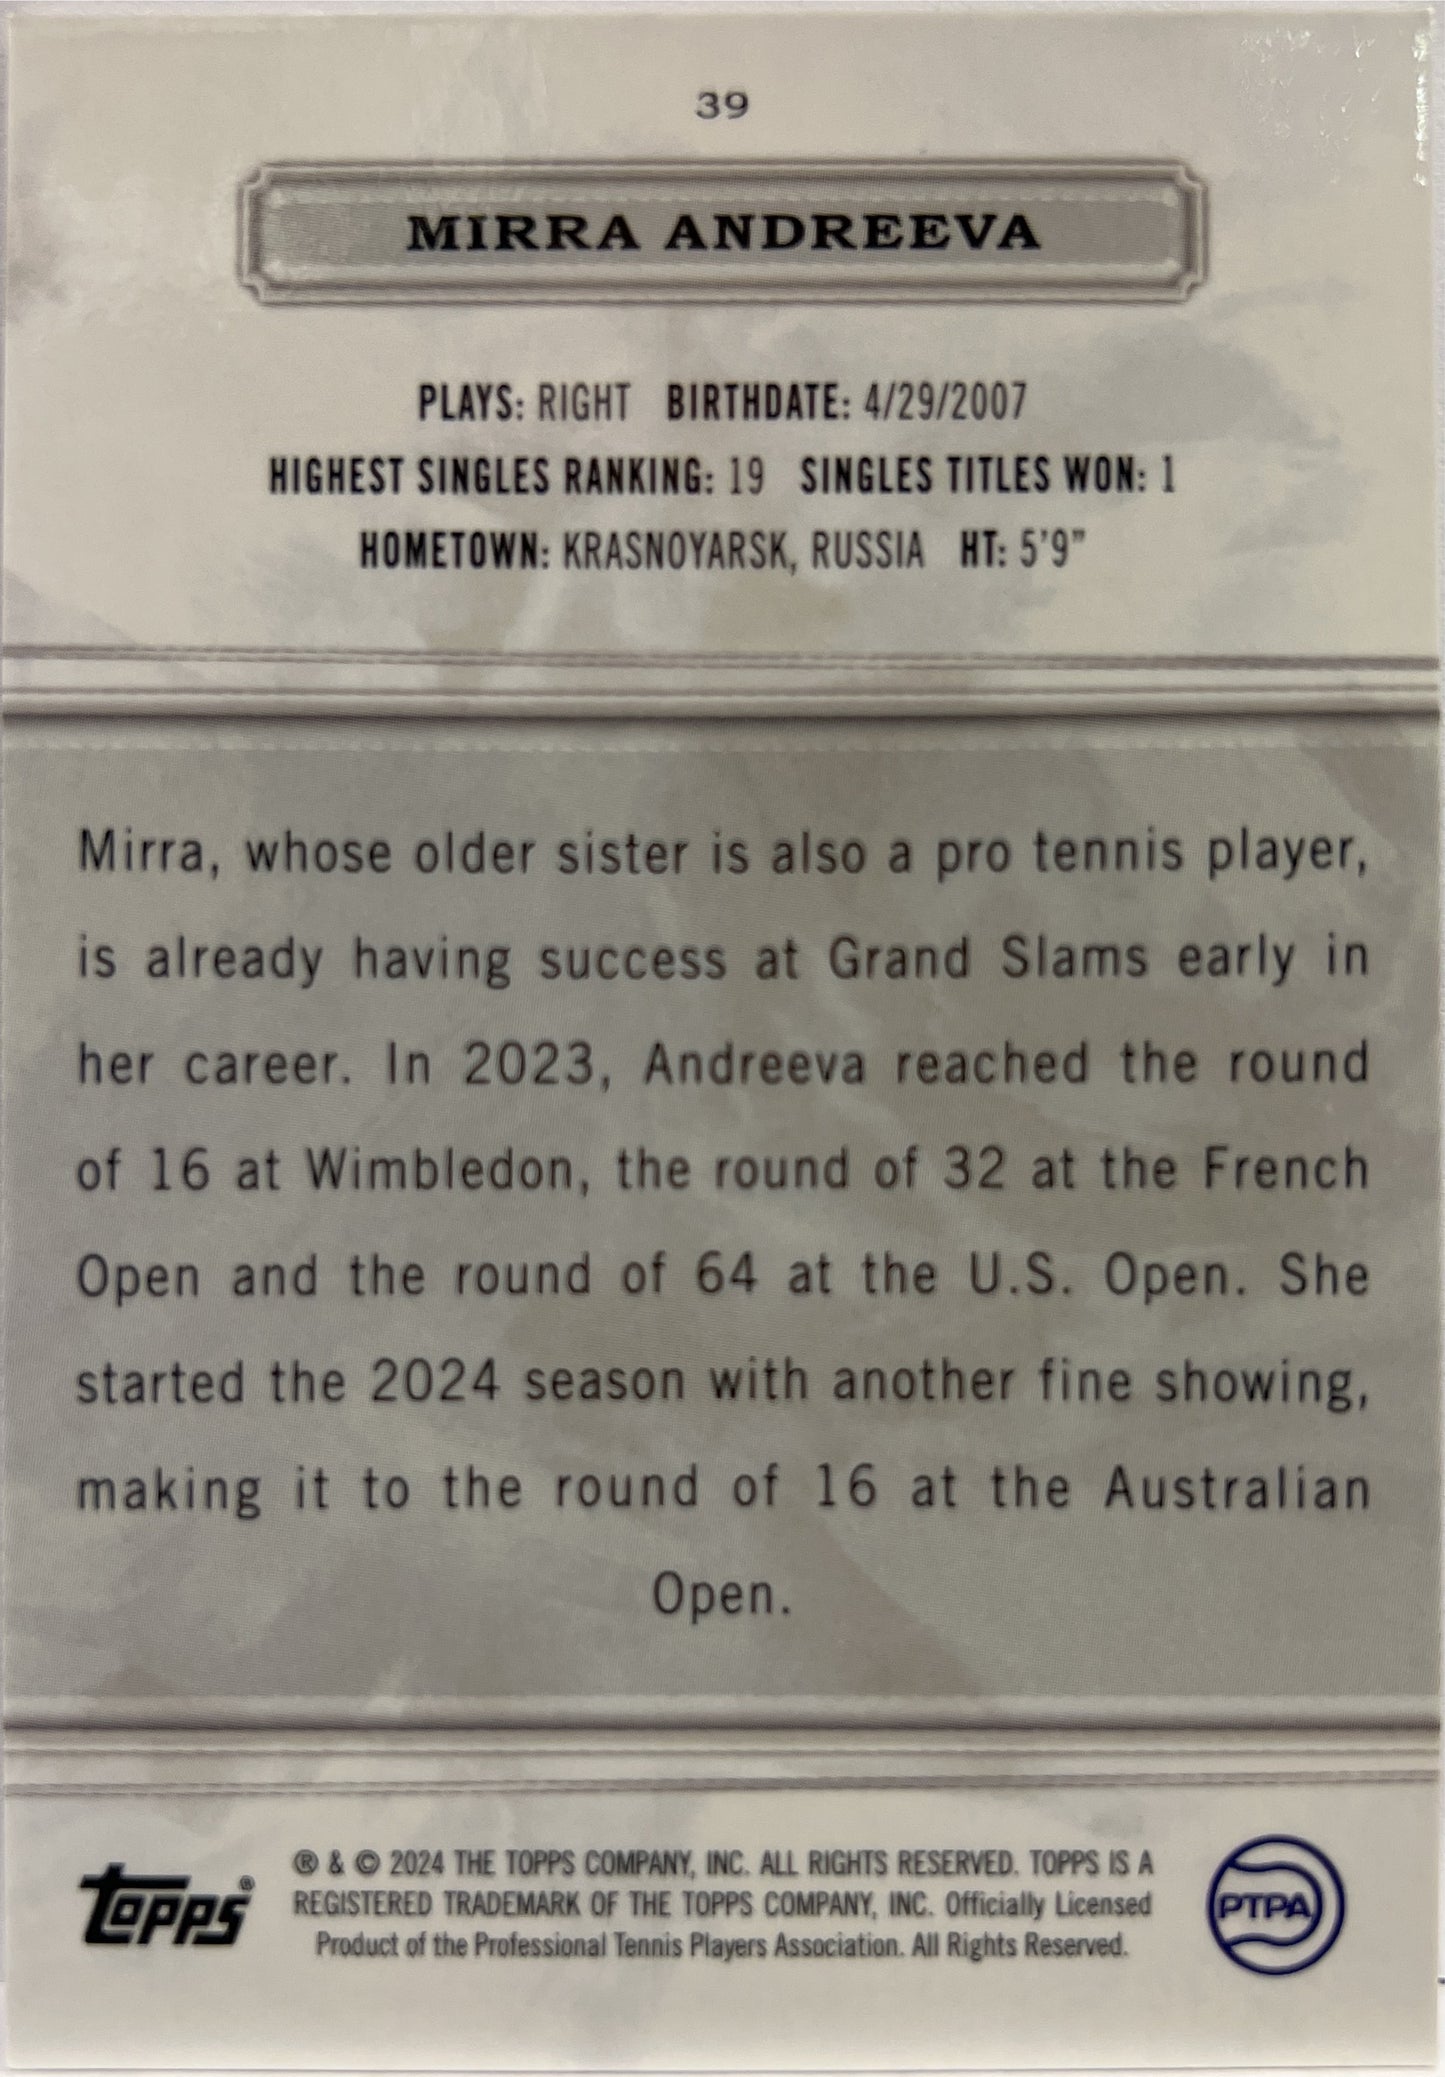 39
MIRRA ANDREEVA
PLAYS: RIGHT BIRTHDATE: 4/29/2007
HIGHEST SINGLES RANKING: 19 SINGLES TITLES WON: 1
HOMETOWN: KRASNOYARSK, RUSSIA HT: 5'9"
Mirra, whose older sister is also a pro tennis player,
is already having success at Grand Slams early in
her career. In 2023, Andreeva reached the round
of 16 at Wimbledon, the round of 32 at the French
Open and the round of 64 at the U.S. Open. She
started the 2024 season with another fine showing,
making it to the round of 16 at the Australian
Open.
topps®
® & © 2024 THE TOPPS COMPANY, INC. ALL RIGHTS RESERVED. TOPPS IS A
REGISTERED TRADEMARK OF THE TOPPS COMPANY, INC. Officially Licensed
Product of the Professional Tennis Players Association. All Rights Reserved.
PTPA